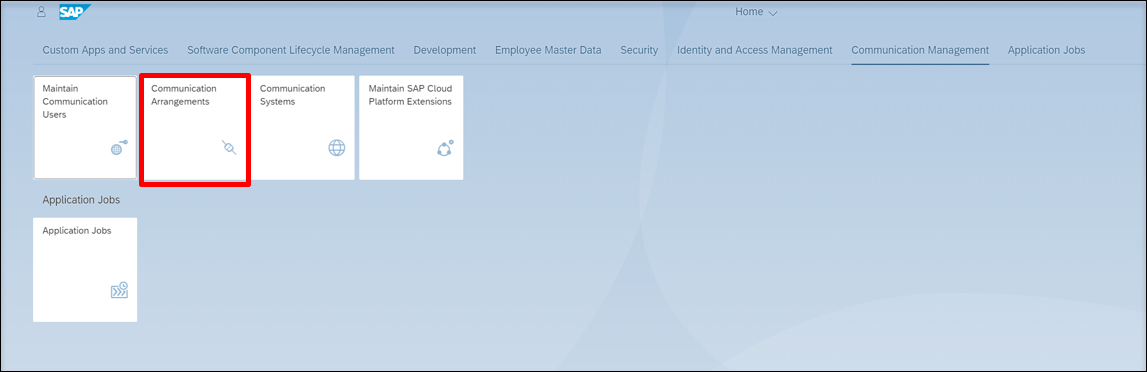 SAP
Home
Custom Apps and Services Software Component Lifecycle Management Development Employee Master Data Security Identity and Access Management Communication Management Application Jobs
Maintain
Communication
Users
Communication
Arrangements
Communication
Systems
Maintain SAP Cloud
Platform Extensions
Application Jobs
Application Jobs